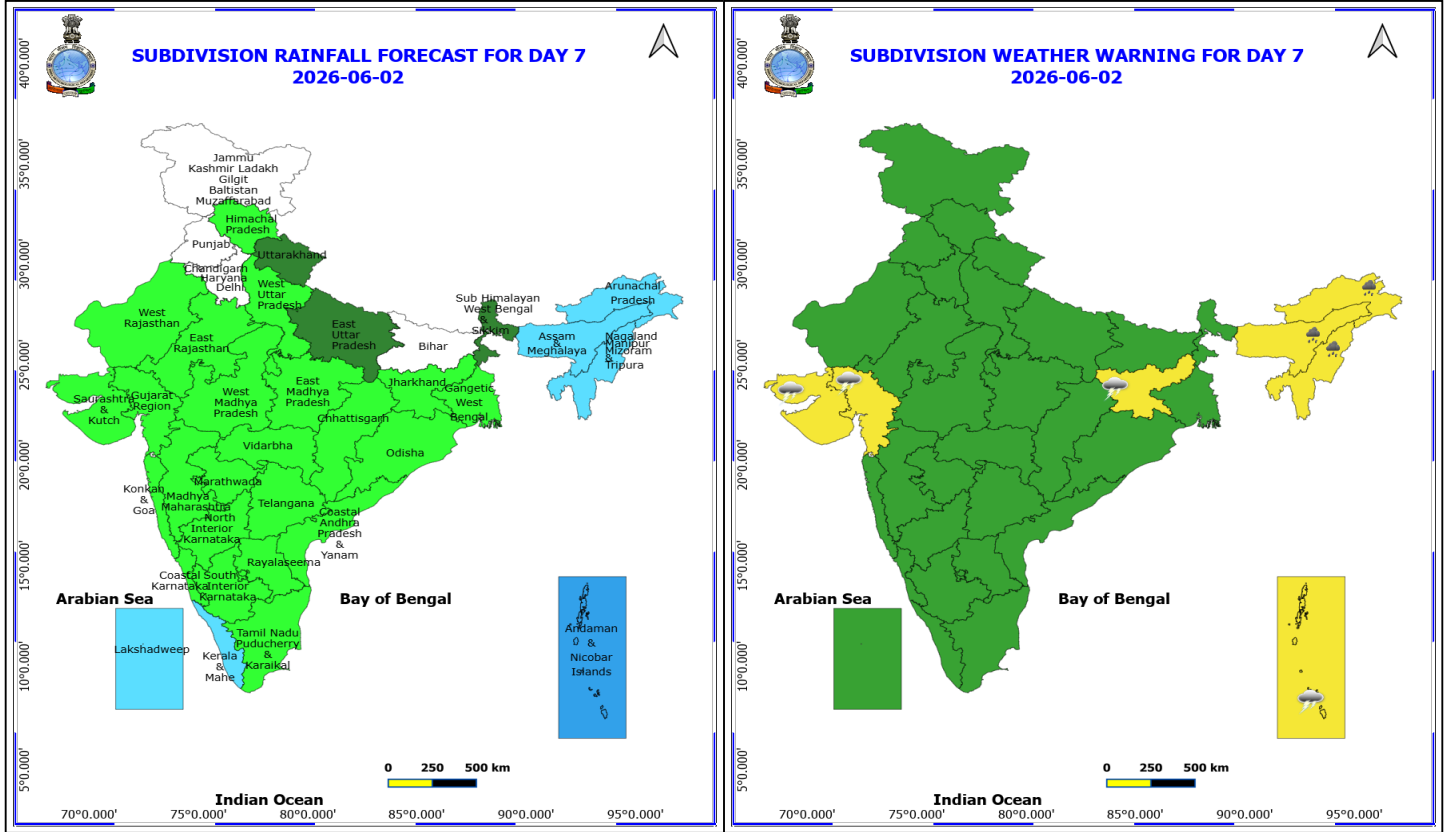 SUBDIVISION RAINFALL FORECAST FOR DAY 7
2026-06-02
40°0.000'
35°0.000'
30°0.000'
25°0.000'
20°0.000'
15°0.000'
10°0.000'
5°0.000'
Jammu
Kashmir Ladakh
Gilgit
Baltistan
Muzaffarabad
Himachal
Pradesh
Punjab
Uttarakhand
Chandigarh
Haryana
Delhi
West
Uttar
Pradesh
West
Rajasthan
East
Rajasthan
East
Uttar
Pradesh
Bihar
Sub Himalayan
West Bengal
&
Sikkim
Arunachal
Pradesh
Assam
&
Meghalaya
Nagaland
Manipur
Mizoram
&
Tripura
Saurashtra
&
Kutch
Gujarat
Region
West
Madhya
Pradesh
East
Madhya
Pradesh
Jharkhand
Gangetic
West
Bengal
Chhattisgarh
Vidarbha
Odisha
Konkan
&
Goa
Marathwada
Madhya
Maharashtra
Telangana
North
Interior
Karnataka
Coastal
Andhra
Pradesh
&
Yanam
Rayalaseema
Coastal
Karnataka
South
Interior
Karnataka
Tamil Nadu
Puducherry
&
Karaikal
Kerala
&
Mahe
Arabian Sea
Lakshadweep
Bay of Bengal
Andaman
&
Nicobar
Islands
0 250 500 km
Indian Ocean
70°0.000' 75°0.000' 80°0.000' 85°0.000' 90°0.000' 95°0.000'
SUBDIVISION WEATHER WARNING FOR DAY 7
2026-06-02
40°0.000'
35°0.000'
30°0.000'
25°0.000'
20°0.000'
15°0.000'
10°0.000'
5°0.000'
Arabian Sea
Bay of Bengal
0 250 500 km
Indian Ocean
70°0.000' 75°0.000' 80°0.000' 85°0.000' 90°0.000' 95°0.000'